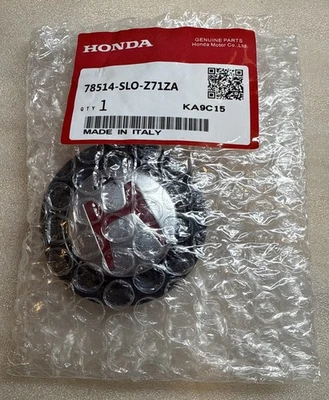 HONDA
GENUINE PARTS
Honda Motor Co., Ltd.
78514-SLO-Z71ZA
QTY 1
KA9C15
MADE IN ITALY